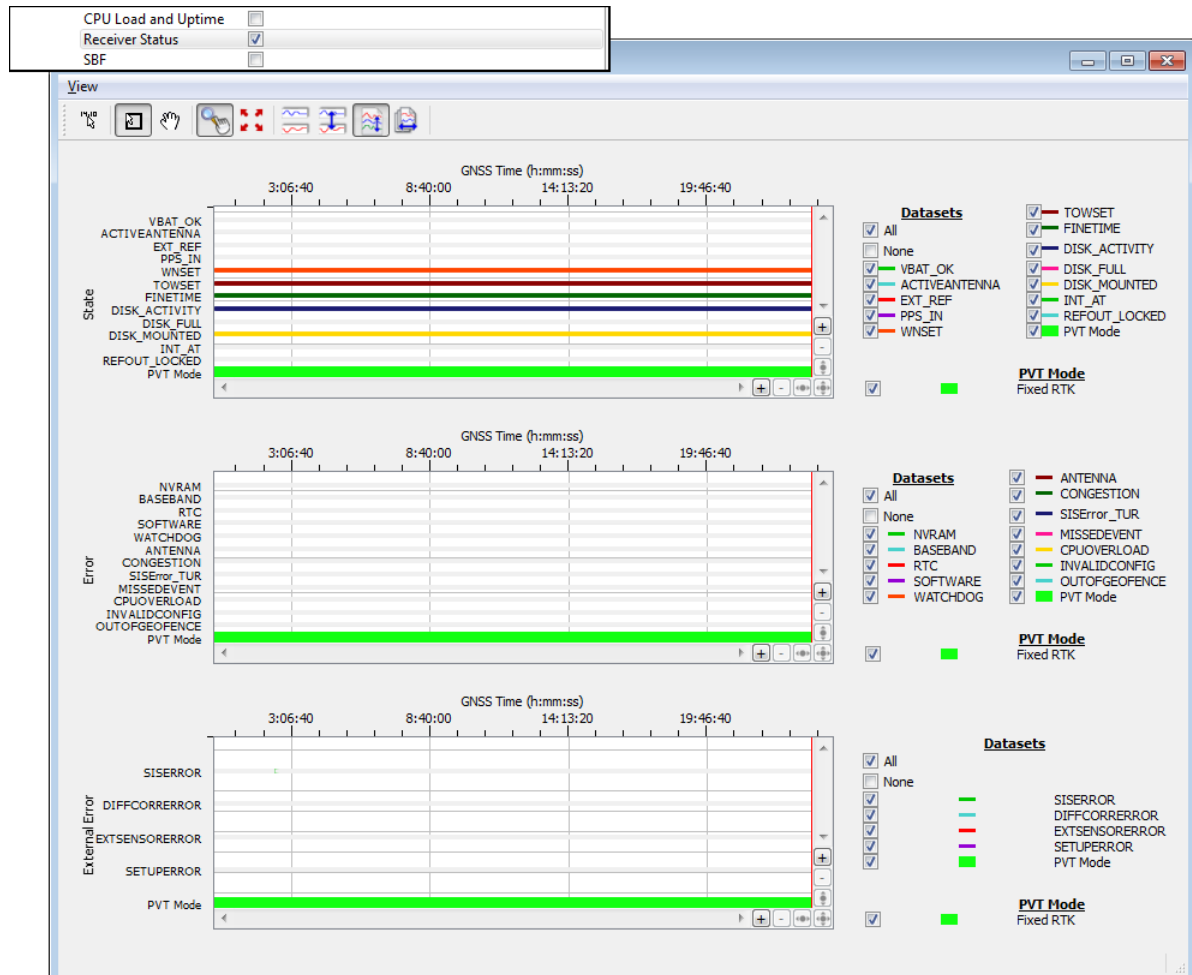 CPU Load and Uptime
Receiver Status
SBF
View
GNSS Time (h:mm:ss)
3:06:40 8:40:00 14:13:20 19:46:40
State
VBAT_OK
ACTIVEANTENNA
EXT_REF
PPS_IN
WNSET
TOWSET
FINETIME
DISK_ACTIVITY
DISK_FULL
DISK_MOUNTED
INT_AT
REFOUT_LOCKED
PVT Mode
Datasets
All
None
VBAT_OK
ACTIVEANTENNA
EXT_REF
PPS_IN
WNSET
TOWSET
FINETIME
DISK_ACTIVITY
DISK_FULL
DISK_MOUNTED
INT_AT
REFOUT_LOCKED
PVT Mode
PVT Mode
Fixed RTK
GNSS Time (h:mm:ss)
3:06:40 8:40:00 14:13:20 19:46:40
Error
NVRAM
BASEBAND
RTC
SOFTWARE
WATCHDOG
ANTENNA
CONGESTION
SISError_TUR
MISSEDEVENT
CPUOVERLOAD
INVALIDCONFIG
OUTOFGEOFENCE
PVT Mode
Datasets
All
None
NVRAM
BASEBAND
RTC
SOFTWARE
WATCHDOG
ANTENNA
CONGESTION
SISError_TUR
MISSEDEVENT
CPUOVERLOAD
INVALIDCONFIG
OUTOFGEOFENCE
PVT Mode
PVT Mode
Fixed RTK
GNSS Time (h:mm:ss)
3:06:40 8:40:00 14:13:20 19:46:40
External Error
SISERROR
DIFFCORRERROR
EXTSENSORERROR
SETUPERROR
PVT Mode
Datasets
All
None
SISERROR
DIFFCORRERROR
EXTSENSORERROR
SETUPERROR
PVT Mode
PVT Mode
Fixed RTK